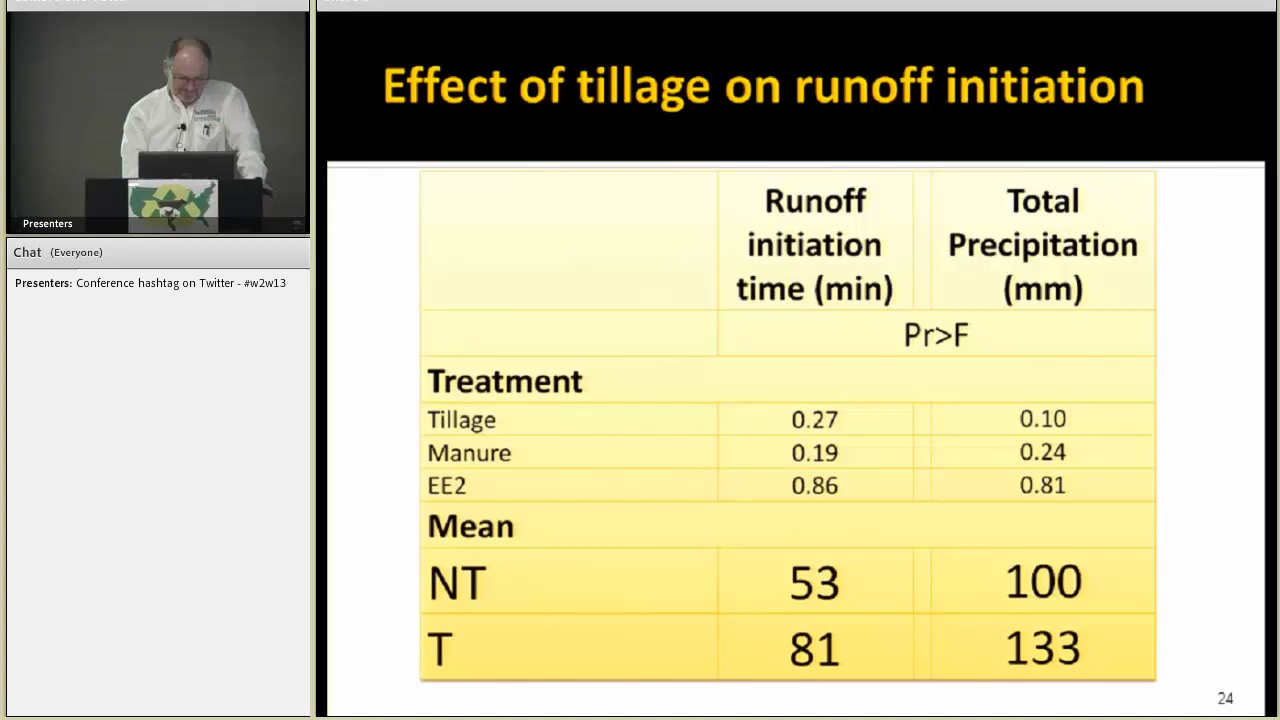 Presenters
Chat (Everyone)
Presenters: Conference hashtag on Twitter - #w2w13
Effect of tillage on runoff initiation
Runoff
initiation
time (min)
Total
Precipitation
(mm)
Pr>F
Treatment
Tillage 0.27 0.10
Manure 0.19 0.24
EE2 0.86 0.81
Mean
NT 53 100
T 81 133
24